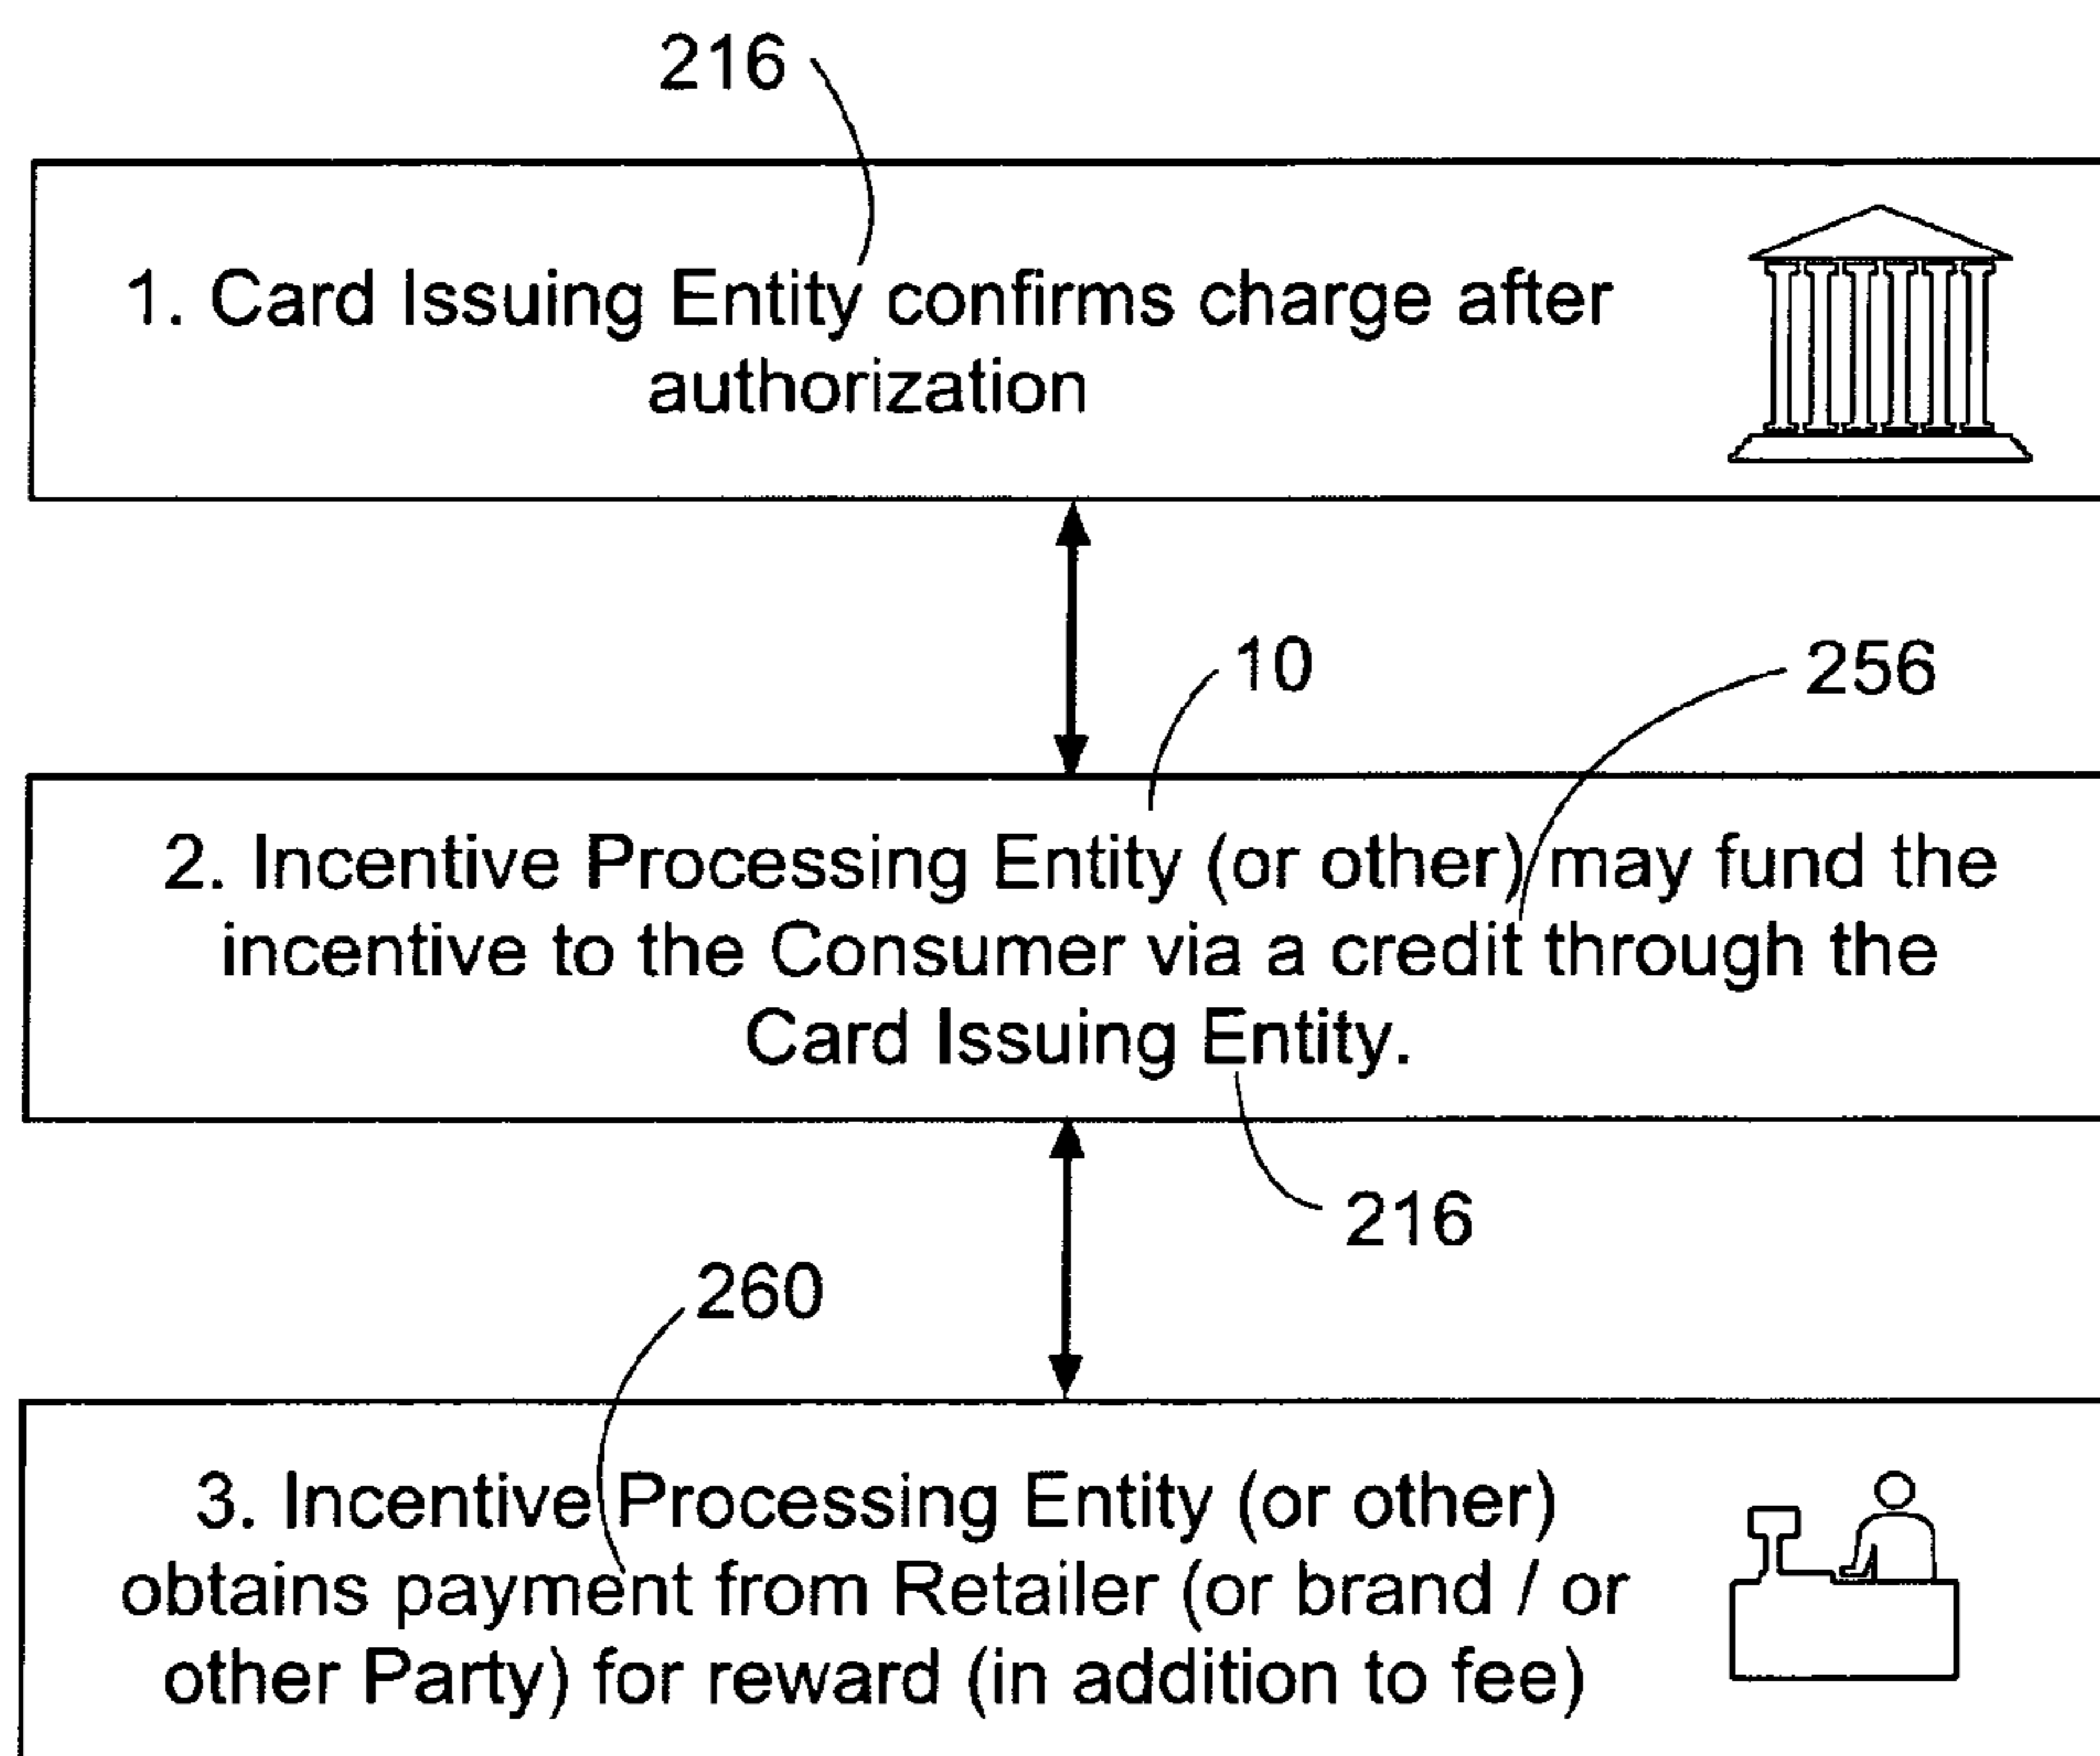 216
1. Card Issuing Entity confirms charge after
authorization
10
256
2. Incentive Processing Entity (or other) may fund the
incentive to the Consumer via a credit through the
Card Issuing Entity.
216
260
3. Incentive Processing Entity (or other)
obtains payment from Retailer (or brand / or
other Party) for reward (in addition to fee)